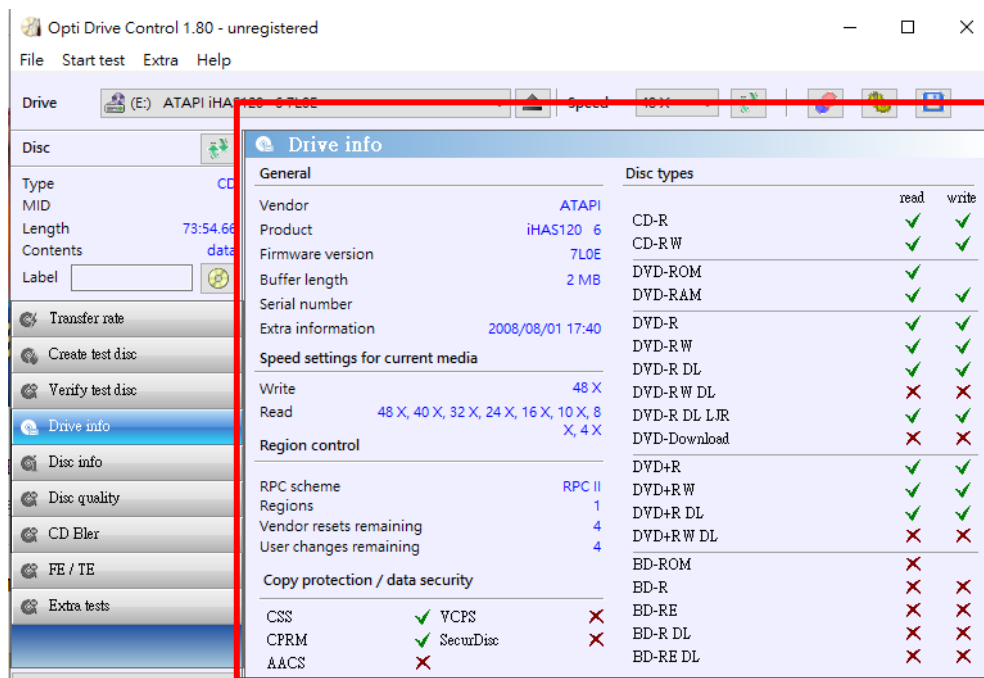 Opti Drive Control 1.80 - unregistered
File Start test Extra Help
Drive (E:) ATAPI iHAS120 6 7L0E Speed 48 X
Disc
Type CD
MID
Length 73:54.66
Contents data
Label
Transfer rate
Create test disc
Verify test disc
Drive info
Disc info
Disc quality
CD Bler
FE / TE
Extra tests
Drive info
General
Vendor ATAPI
Product iHAS120 6
Firmware version 7L0E
Buffer length 2 MB
Serial number
Extra information 2008/08/01 17:40
Speed settings for current media
Write 48 X
Read 48 X, 40 X, 32 X, 24 X, 16 X, 10 X, 8
X, 4 X
Region control
RPC scheme RPC II
Regions 1
Vendor resets remaining 4
User changes remaining 4
Copy protection / data security
CSS VCPS
CPRM SecurDisc
AACS
Disc types
read write
CD-R
CD-RW
DVD-ROM
DVD-RAM
DVD-R
DVD-RW
DVD-R DL
DVD-RW DL
DVD-R DL LJR
DVD-Download
DVD+R
DVD+RW
DVD+R DL
DVD+RW DL
BD-ROM
BD-R
BD-RE
BD-R DL
BD-RE DL